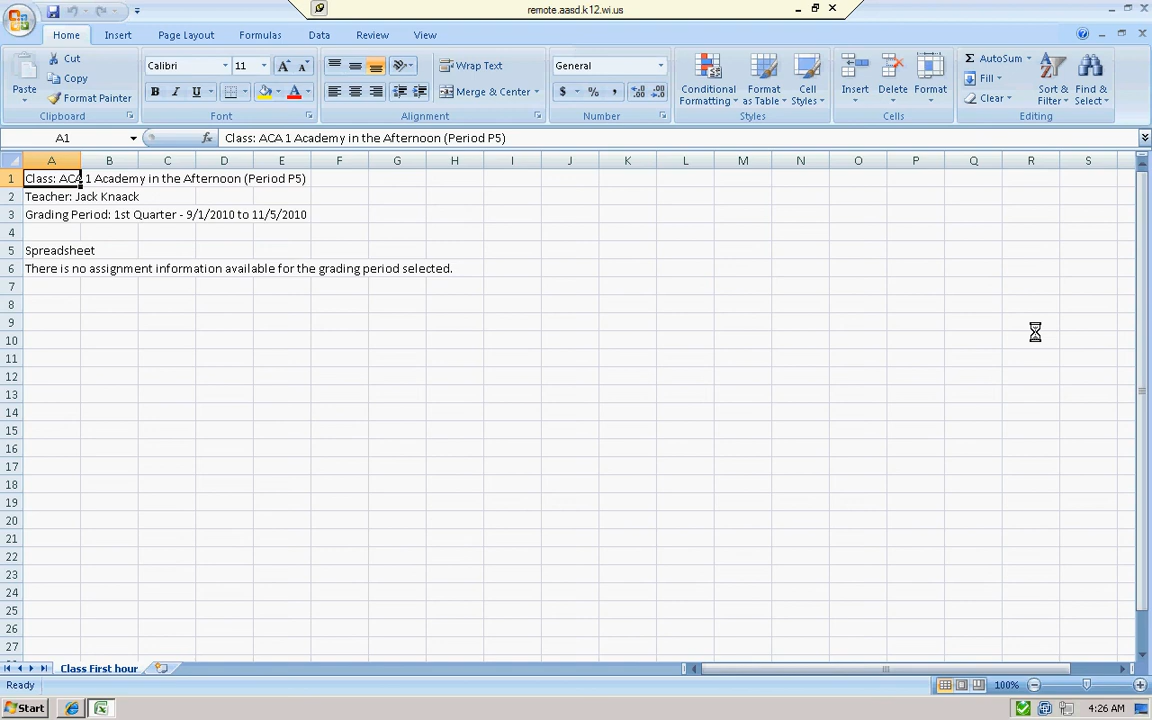 remote.aasd.k12.wi.us
Home Insert Page Layout Formulas Data Review View
Paste
Cut
Copy
Format Painter
Clipboard
Calibri 11
B I U
Font
Wrap Text
Merge & Center
Alignment
General
$ % ,
Number
Conditional Formatting
Format as Table
Cell Styles
Styles
Insert
Delete
Format
Cells
Σ AutoSum
Fill
Clear
Sort & Filter
Find & Select
Editing
A1 fx Class: ACA 1 Academy in the Afternoon (Period P5)
A B C D E F G H I J K L M N O P Q R S
1 Class: ACA 1 Academy in the Afternoon (Period P5)
2 Teacher: Jack Knaack
3 Grading Period: 1st Quarter - 9/1/2010 to 11/5/2010
4
5 Spreadsheet
6 There is no assignment information available for the grading period selected.
7
8
9
10
11
12
13
14
15
16
17
18
19
20
21
22
23
24
25
26
27
Class First hour
Ready 100%
Start 4:26 AM